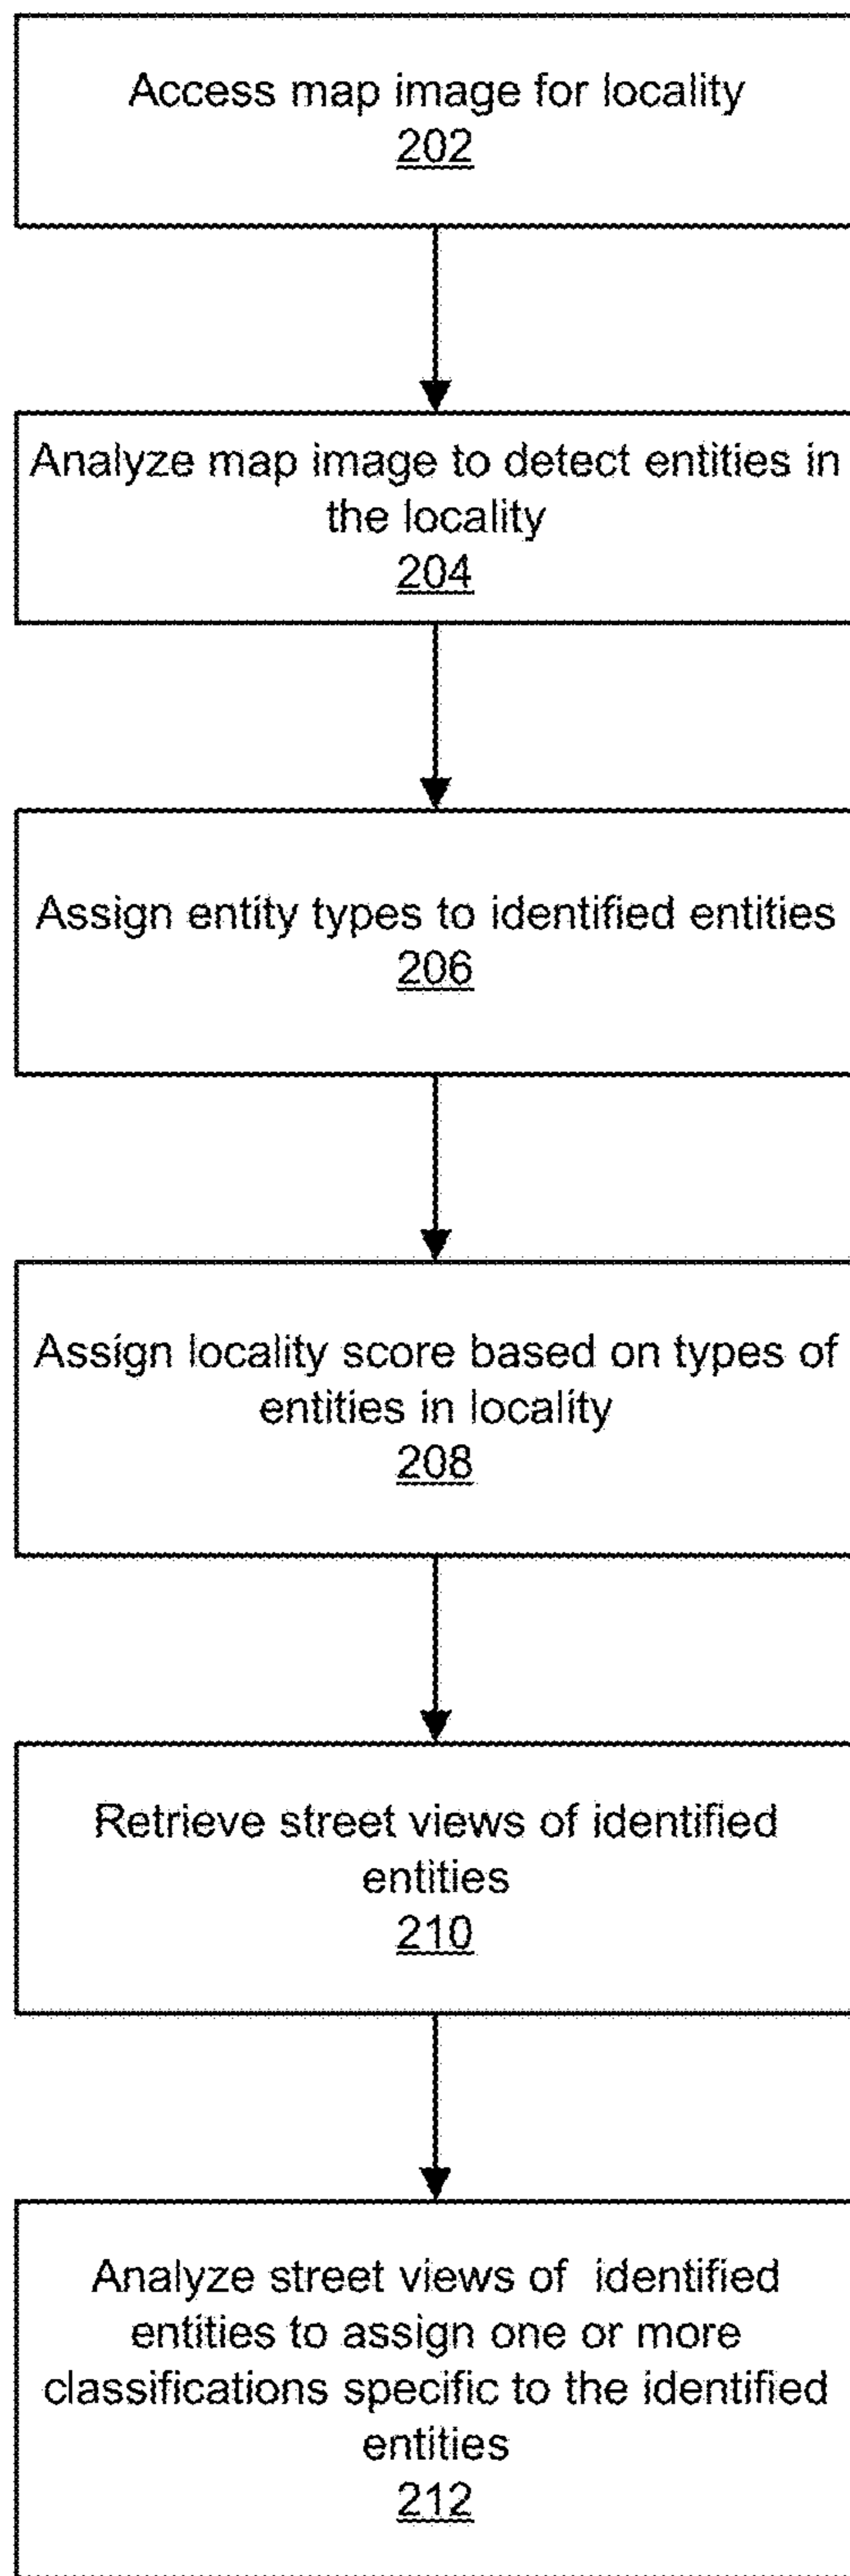 Access map image for locality
202
Analyze map image to detect entities in
the locality
204
Assign entity types to identified entities
206
Assign locality score based on types of
entities in locality
208
Retrieve street views of identified
entities
210
Analyze street views of identified
entities to assign one or more
classifications specific to the identified
entities
212